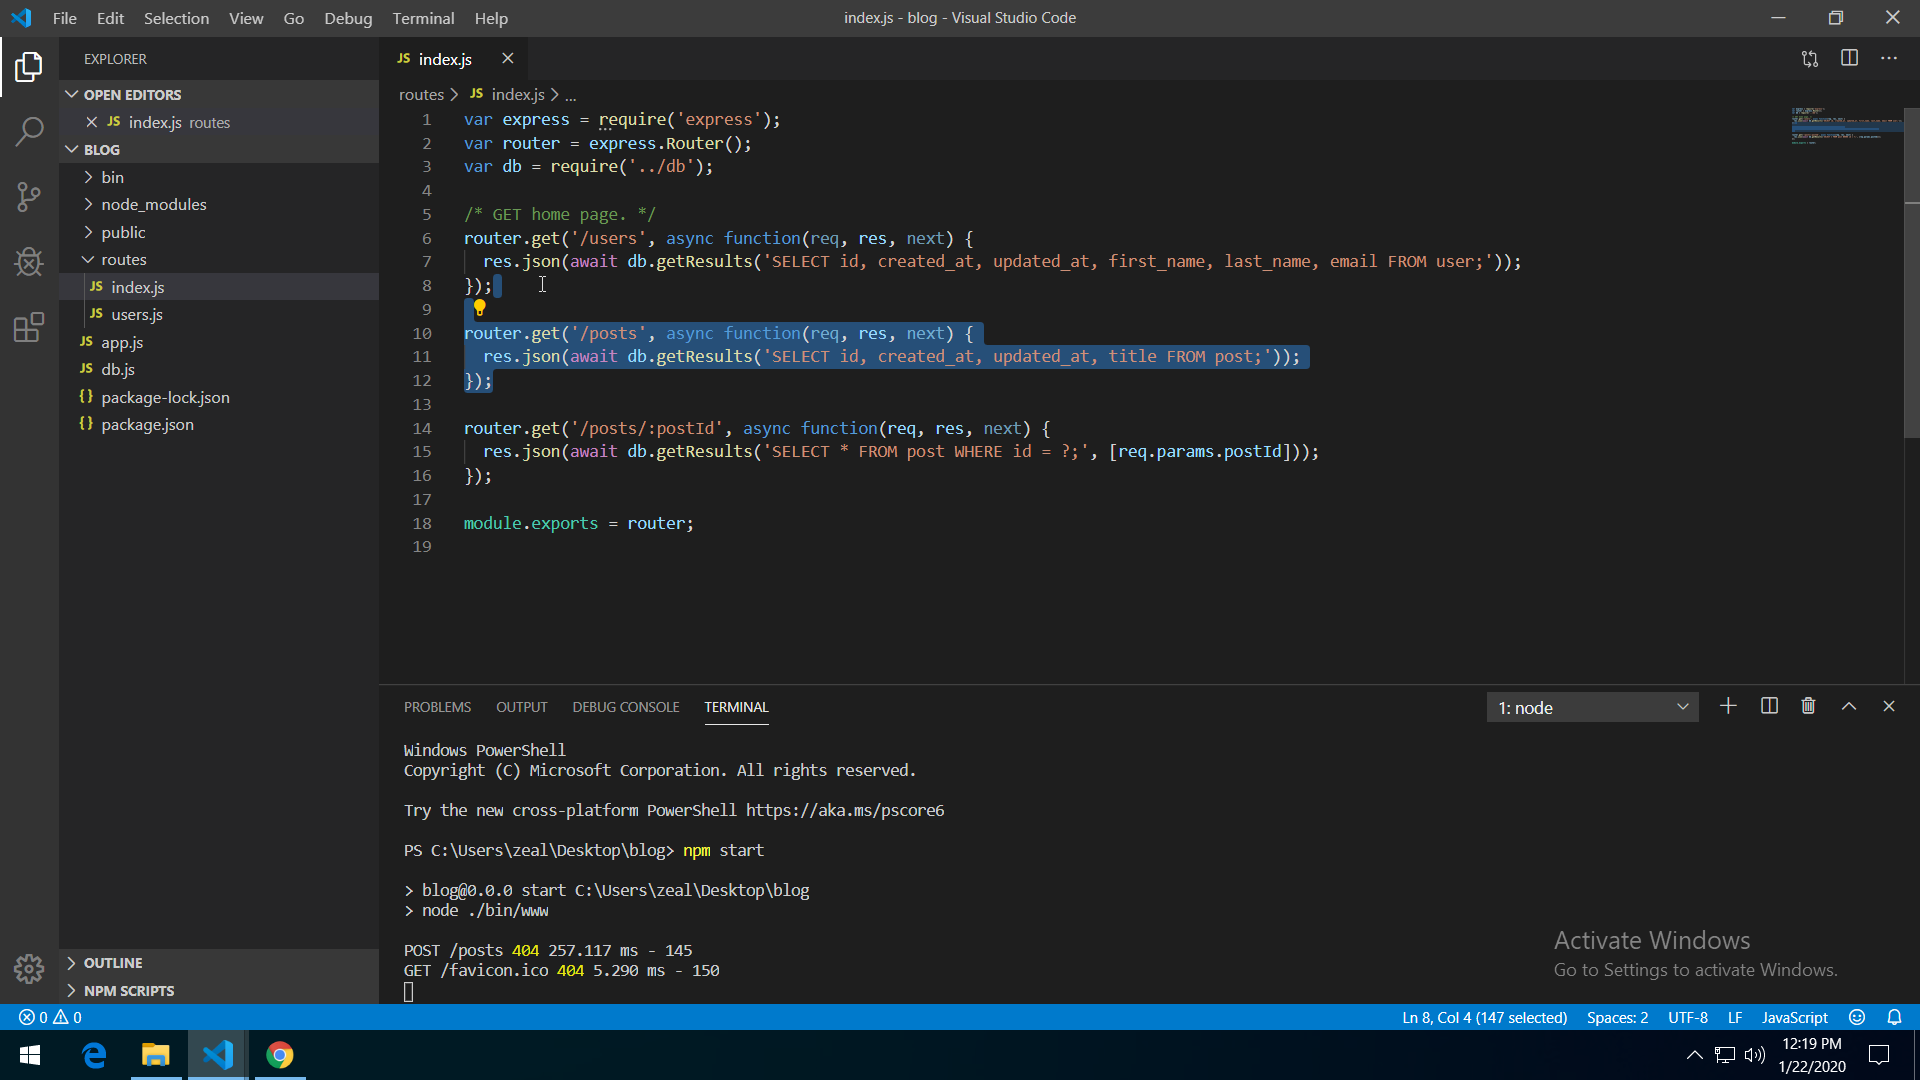 File Edit Selection View Go Debug Terminal Help
index.js - blog - Visual Studio Code
EXPLORER
OPEN EDITORS
JS index.js routes
BLOG
bin
node_modules
public
routes
JS index.js
JS users.js
JS app.js
JS db.js
{} package-lock.json
{} package.json
OUTLINE
NPM SCRIPTS
JS index.js
routes > JS index.js > ...
1 var express = require('express');
2 var router = express.Router();
3 var db = require('../db');
4
5 /* GET home page. */
6 router.get('/users', async function(req, res, next) {
7 res.json(await db.getResults('SELECT id, created_at, updated_at, first_name, last_name, email FROM user;'));
8 });
9
10 router.get('/posts', async function(req, res, next) {
11 res.json(await db.getResults('SELECT id, created_at, updated_at, title FROM post;'));
12 });
13
14 router.get('/posts/:postId', async function(req, res, next) {
15 res.json(await db.getResults('SELECT * FROM post WHERE id = ?;', [req.params.postId]));
16 });
17
18 module.exports = router;
19
PROBLEMS OUTPUT DEBUG CONSOLE TERMINAL
1: node
Windows PowerShell
Copyright (C) Microsoft Corporation. All rights reserved.
Try the new cross-platform PowerShell https://aka.ms/pscore6
PS C:\Users\zeal\Desktop\blog> npm start
> blog@0.0.0 start C:\Users\zeal\Desktop\blog
> node ./bin/www
POST /posts 404 257.117 ms - 145
GET /favicon.ico 404 5.290 ms - 150
Activate Windows
Go to Settings to activate Windows.
0 0
Ln 8, Col 4 (147 selected) Spaces: 2 UTF-8 LF JavaScript
12:19 PM
1/22/2020